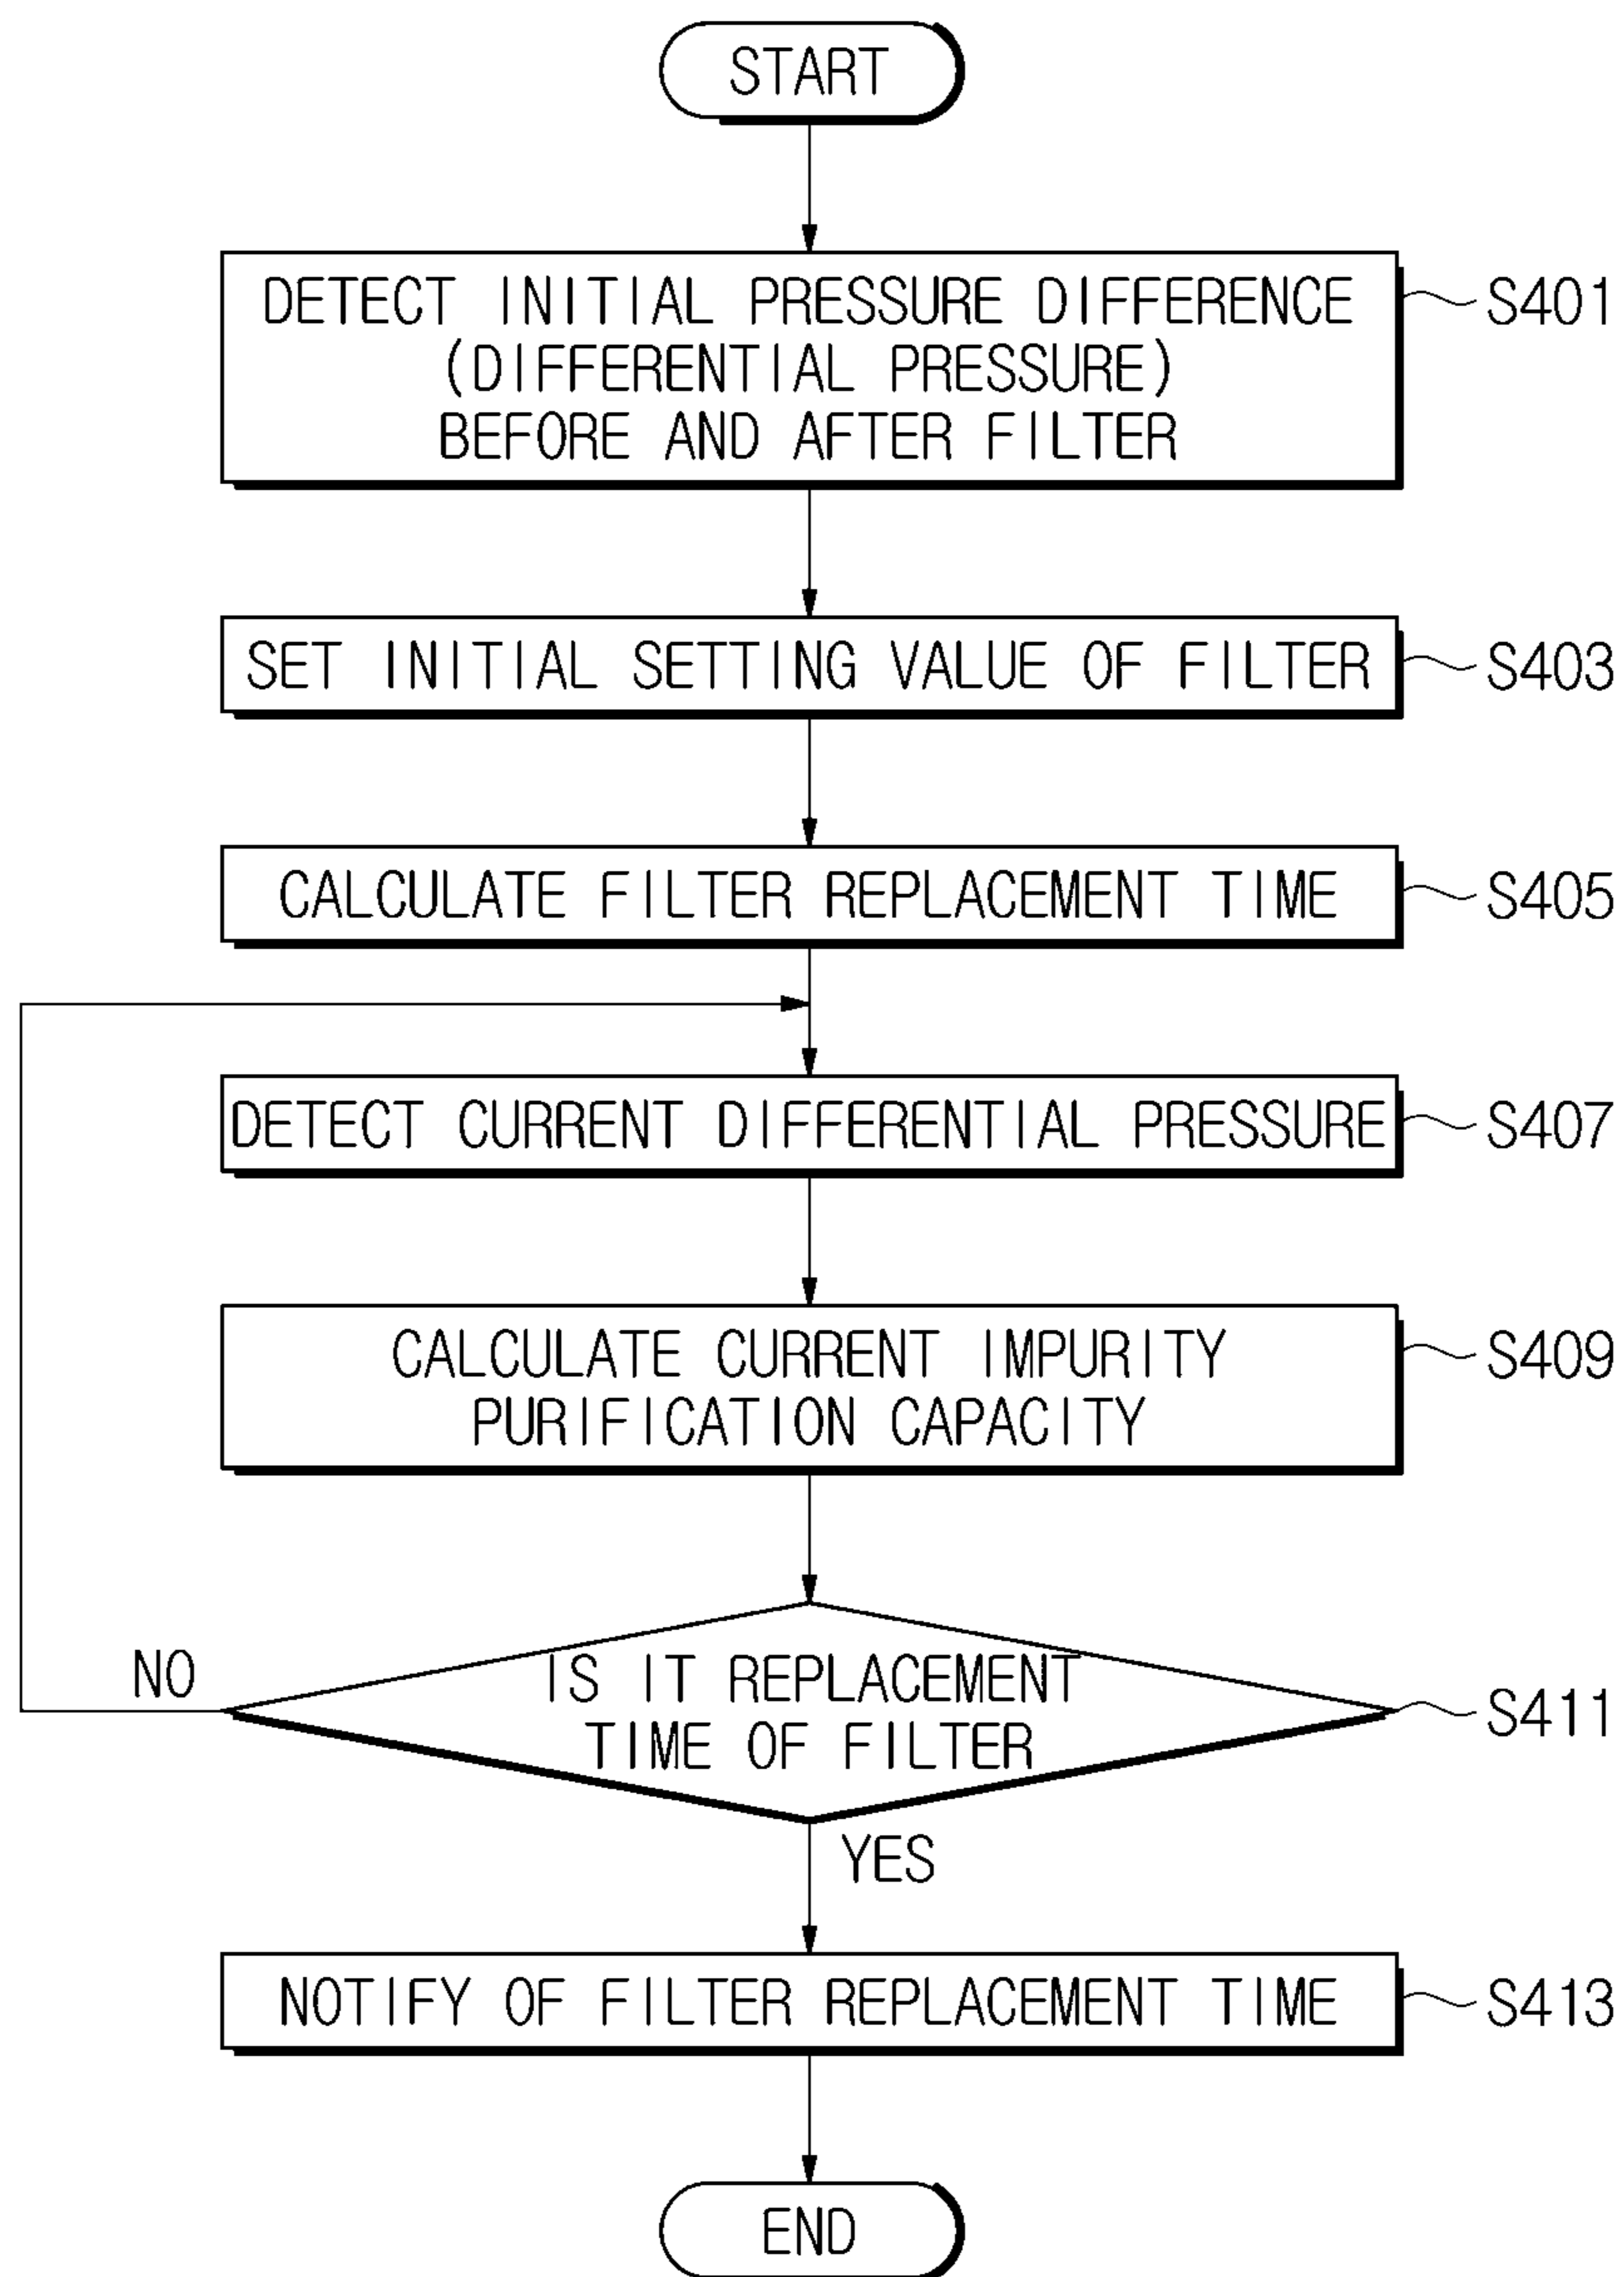 START
DETECT INITIAL PRESSURE DIFFERENCE
(DIFFERENTIAL PRESSURE)
BEFORE AND AFTER FILTER
S401
SET INITIAL SETTING VALUE OF FILTER
S403
CALCULATE FILTER REPLACEMENT TIME
S405
DETECT CURRENT DIFFERENTIAL PRESSURE
S407
CALCULATE CURRENT IMPURITY
PURIFICATION CAPACITY
S409
NO
IS IT REPLACEMENT
TIME OF FILTER
S411
YES
NOTIFY OF FILTER REPLACEMENT TIME
S413
END